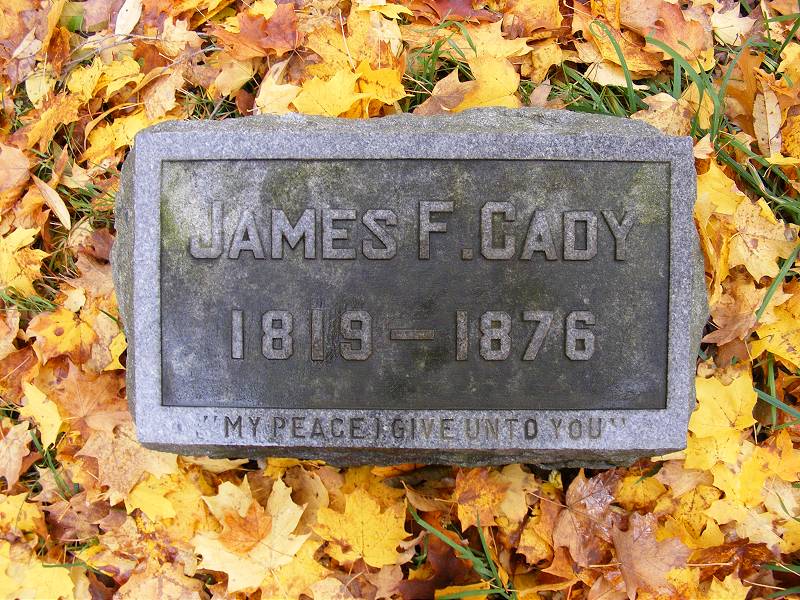 JAMES F. CADY
1819—1876
"MY PEACE I GIVE UNTO YOU"